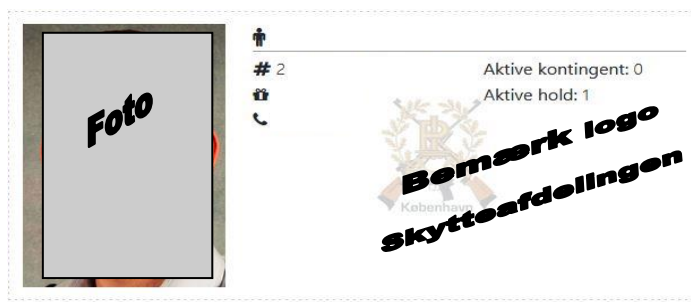 # 2
Aktive kontingent: 0
Aktive hold: 1
Foto
Bemærk logo
Skytteafdelingen
København